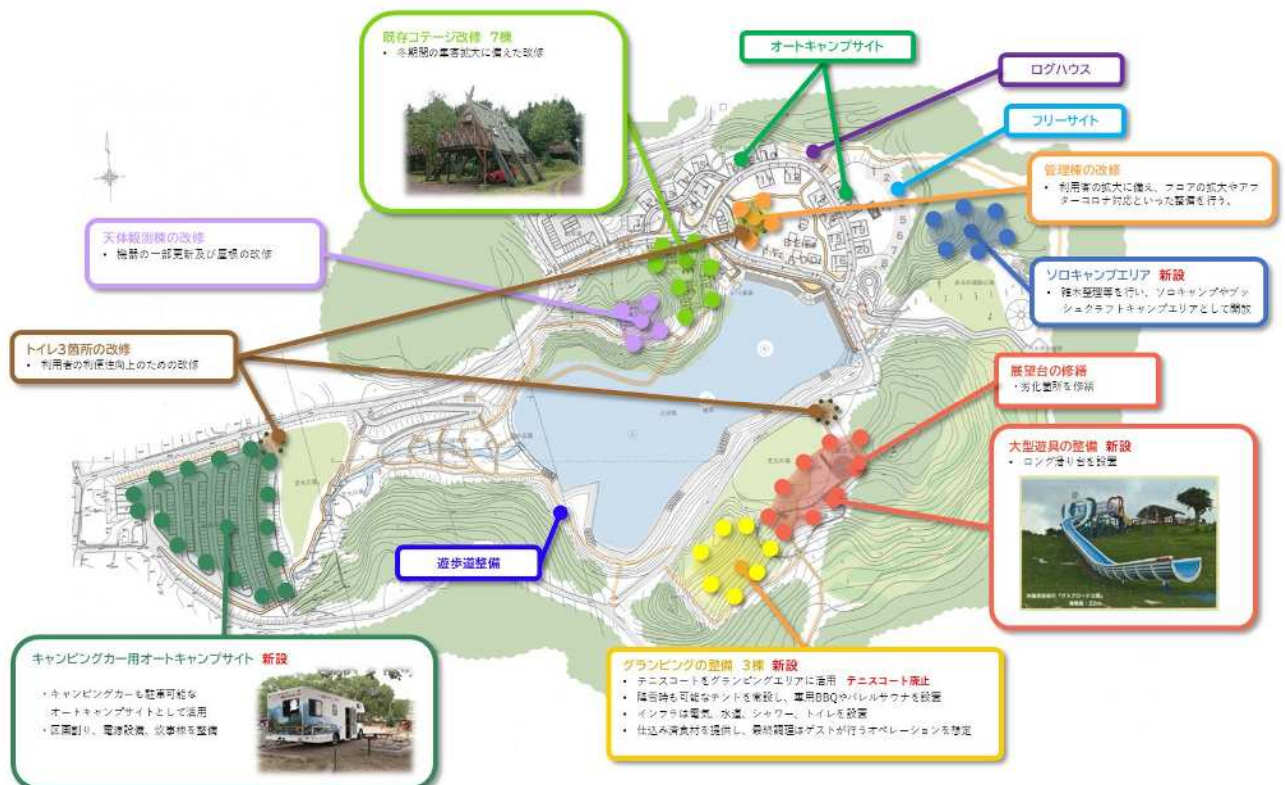 既存コテージ改修 7棟
・ 冬期間の集客拡大に備えた改修
オートキャンプサイト
ログハウス
フリーサイト
管理棟の改修
・ 利用者の拡大に備え、フロアの拡大やアフ
ターコロナ対応といった整備を行う。
天体観測棟の改修
・ 機器の一部更新及び屋根の改修
ソロキャンプエリア 新設
・ 雑木整理等を行い、ソロキャンプやブッ
シュクラフトキャンプエリアとして開放
トイレ3箇所の改修
・ 利用者の利便性向上のための改修
展望台の修繕
・劣化箇所を修繕
大型遊具の整備 新設
・ ロング滑り台を設置
遊歩道整備
キャンピングカー用オートキャンプサイト 新設
・キャンピングカーも駐車可能な
オートキャンプサイトとして活用
・区画割り、電源設備、炊事棟を整備
グランピングの整備 3棟 新設
・ テニスコートをグランピングエリアに活用 テニスコート廃止
・ 降雪時も可能なテントを常設し、専用BBQやバレルサウナを設置
・ インフラは電気、水道、シャワー、トイレを設置
・ 仕込み済食材を提供し、最終調理はゲストが行うオペレーションを想定